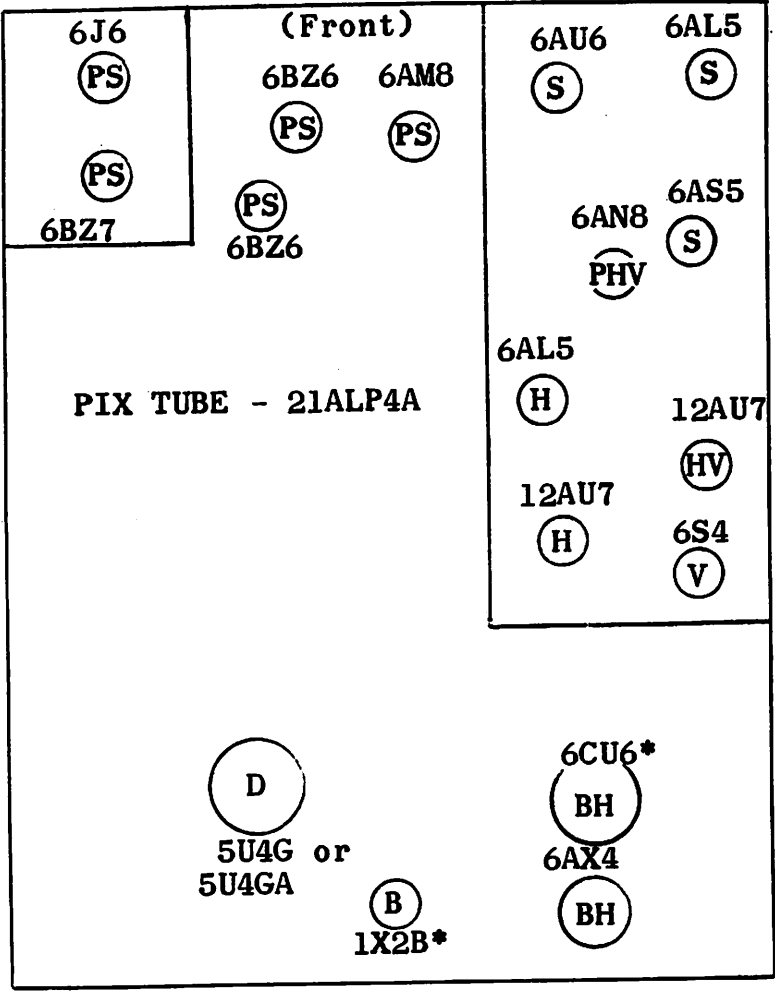 6J6
PS
PS
6BZ7
(Front)
6BZ6
PS
6AM8
PS
PS
6BZ6
6AU6
S
6AL5
S
6AS5
S
6AN8
PHV
6AL5
H
PIX TUBE - 21ALP4A
12AU7
HV
12AU7
H
6S4
V
D
5U4G or
5U4GA
B
1X2B*
6CU6*
BH
6AX4
BH